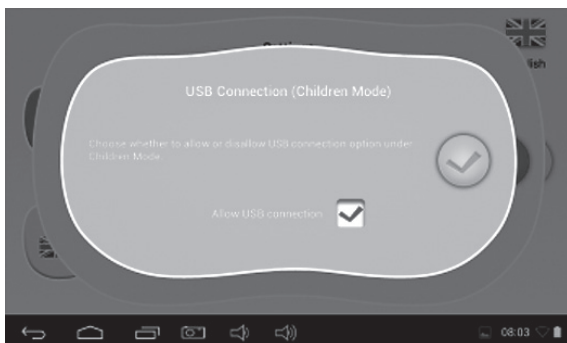 USB Connection (Children Mode)
Choose whether to allow or disallow USB connection option under
Children Mode
Allow USB connection
08:03